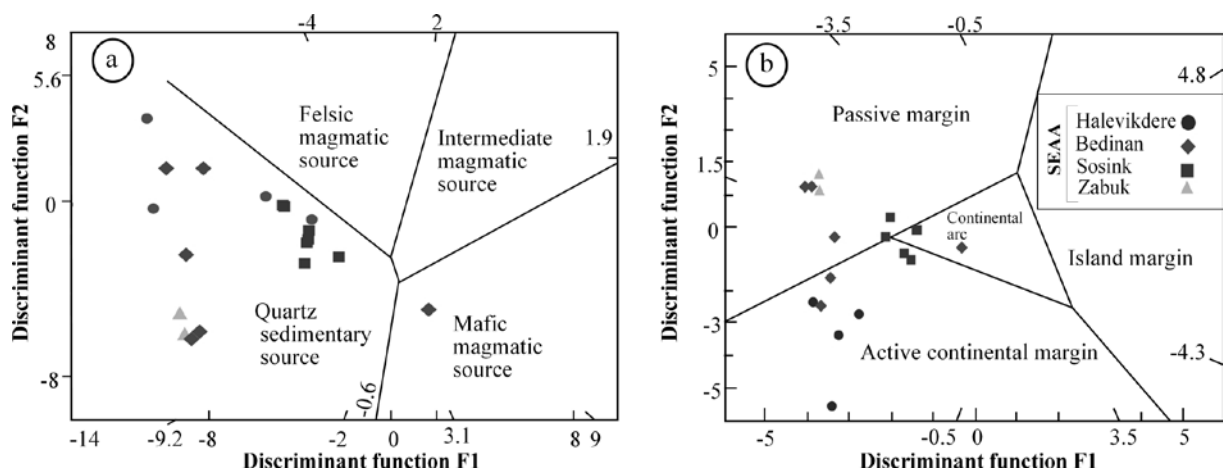 a
8
5.6
0
-8
-4
2
1.9
Felsic
magmatic
source
Intermediate
magmatic
source
Quartz
sedimentary
source
Mafic
magmatic
source
-0.6
-14
-9.2
-8
-2
0
3.1
8
9
Discriminant function F1
Discriminant function F2
b
5
1.5
0
-3
-5
-3.5
-0.5
4.8
-4.3
Passive margin
SEAA
Halevikdere
Bedinan
Sosink
Zabuk
Continental
arc
Island margin
Active continental margin
-5
-0.5
0
3.5
5
Discriminant function F1
Discriminant function F2